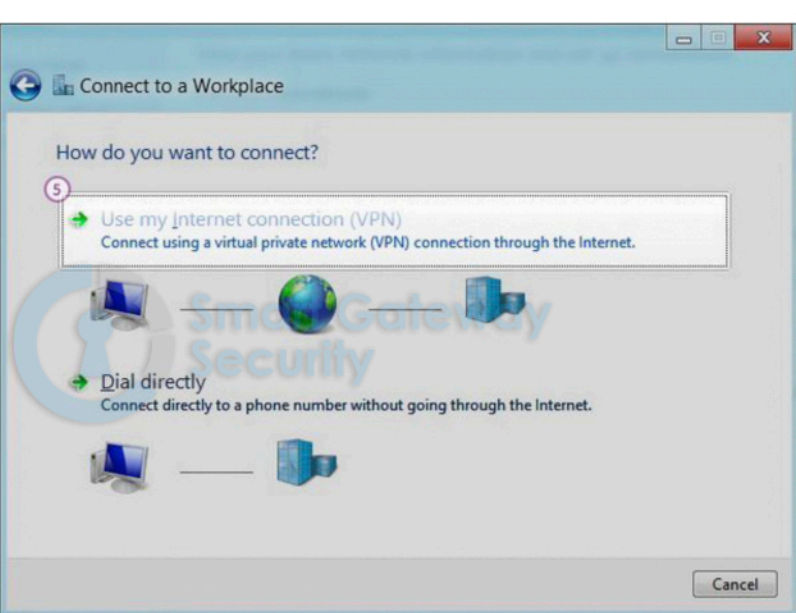 Connect to a Workplace
How do you want to connect?
5
Use my Internet connection (VPN)
Connect using a virtual private network (VPN) connection through the Internet.
Smart Gateway
Security
Dial directly
Connect directly to a phone number without going through the Internet.
Cancel